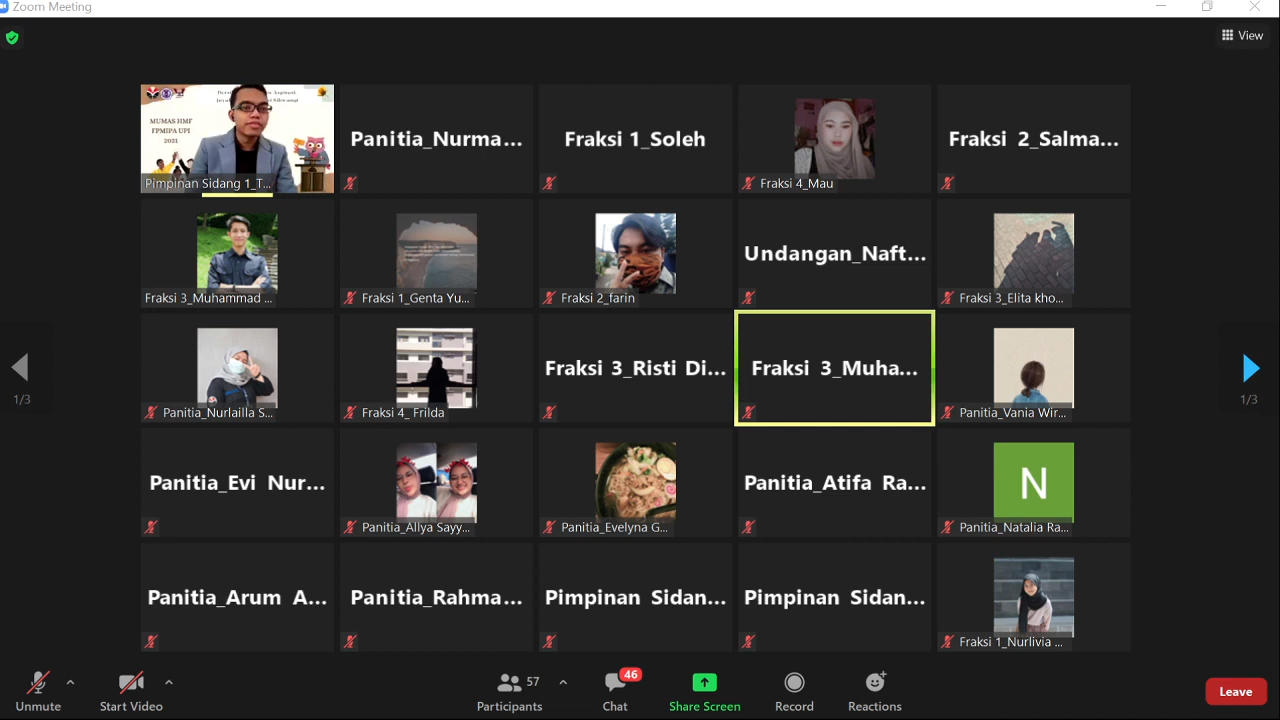 Zoom Meeting
View
MUMAS HMF
FPMIPA UPI
2021
Pimpinan Sidang 1_T...
Panitia_Nurma...
Fraksi 1_Soleh
Fraksi 4_Mau
Fraksi 2_Salma...
Fraksi 3_Muhammad ...
Fraksi 1_Genta Yu...
Fraksi 2_farin
Undangan_Naft...
Fraksi 3_Elita kho...
Panitia_Nurlailla S...
Fraksi 4_ Frilda
Fraksi 3_Risti Di...
Fraksi 3_Muha...
Panitia_Vania Wir...
1/3
1/3
Panitia_Evi Nur...
Panitia_Allya Sayy...
Panitia_Evelyna G...
Panitia_Atifa Ra...
N
Panitia_Natalia Ra...
Panitia_Arum A...
Panitia_Rahma...
Pimpinan Sidan...
Pimpinan Sidan...
Fraksi 1_Nurlivia ...
Unmute
Start Video
57
Participants
46
Chat
Share Screen
Record
Reactions
Leave